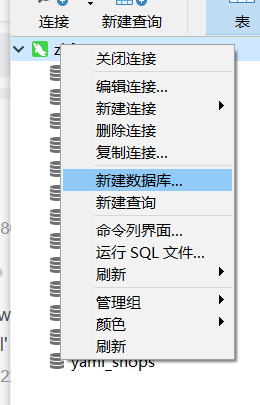 连接
新建查询
表
z
关闭连接
编辑连接...
新建连接
删除连接
复制连接...
新建数据库...
新建查询
命令列界面...
运行 SQL 文件...
刷新
管理组
颜色
刷新
yami_shops